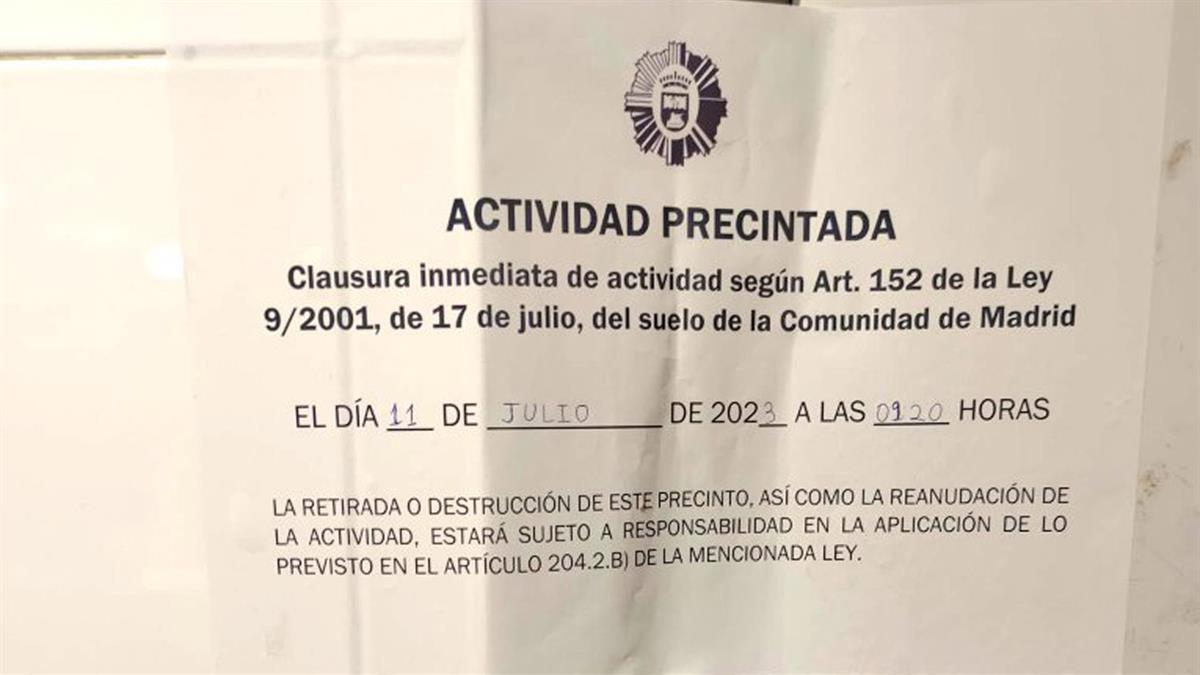 ACTIVIDAD PRECINTADA
Clausura inmediata de actividad según Art. 152 de la Ley
9/2001, de 17 de julio, del suelo de la Comunidad de Madrid
EL DÍA 11 DE JULIO DE 2023 A LAS 0120 HORAS
LA RETIRADA O DESTRUCCIÓN DE ESTE PRECINTO, ASÍ COMO LA REANUDACIÓN DE
LA ACTIVIDAD, ESTARÁ SUJETO A RESPONSABILIDAD EN LA APLICACIÓN DE LO
PREVISTO EN EL ARTÍCULO 204.2.B) DE LA MENCIONADA LEY.